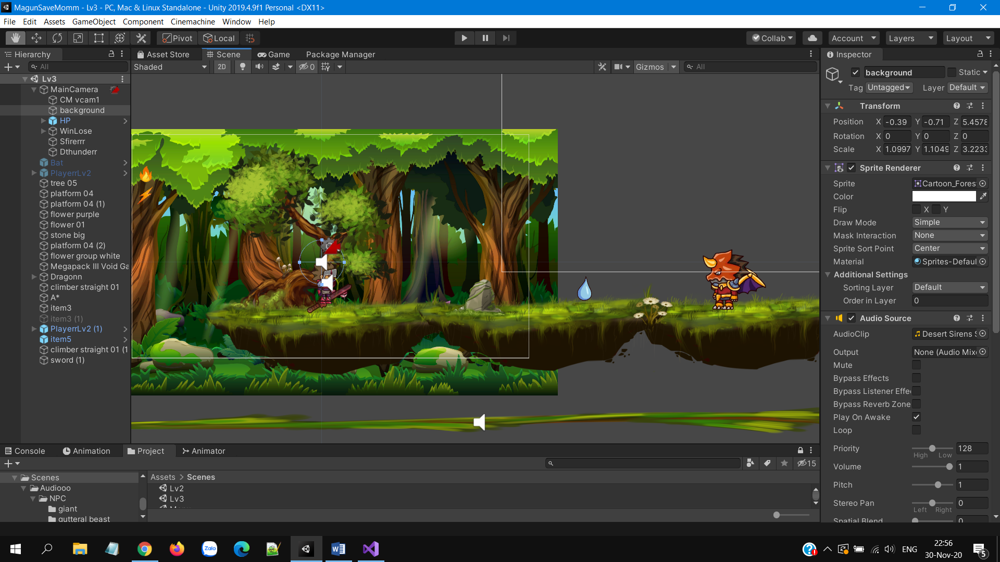 MagunSaveMomm - Lv3 - PC, Mac & Linux Standalone - Unity 2019.4.9f1 Personal <DX11>
File Edit Assets GameObject Component Cinemachine Window Help
Pivot Local Collab Account Layers Layout
Hierarchy
All
Lv3
MainCamera
CM vcam1
background
HP
WinLose
Sfirerrr
Dthunderr
Bat
PlayerrLv2
tree 05
platform 04
platform 04 (1)
flower purple
flower 01
stone big
platform 04 (2)
flower group white
Megapack III Void Ga
Dragonn
climber straight 01
A*
item3
item3 (1)
PlayerrLv2 (1)
item5
climber straight 01 (1
sword (1)
Asset Store Scene Game Package Manager
Shaded 2D 0 Gizmos All
Inspector
background Static
Tag Untagged Layer Default
Transform
Position X -0.39 Y -0.71 Z 5.4578
Rotation X 0 Y 0 Z 0
Scale X 1.0997 Y 1.1049 Z 3.2233
Sprite Renderer
Sprite Cartoon_Fores
Color
Flip X Y
Draw Mode Simple
Mask Interaction None
Sprite Sort Point Center
Material Sprites-Defaul
Additional Settings
Sorting Layer Default
Order in Layer 0
Audio Source
AudioClip Desert Sirens S
Output None (Audio Mix
Mute
Bypass Effects
Bypass Listener Effe
Bypass Reverb Zone
Play On Awake
Loop
Priority 128
High Low
Volume 1
Pitch 1
Stereo Pan 0
Left Right
Spatial Blend 0
Console Animation Project Animator
15
Scenes
Audiooo
NPC
giant
gutteral beast
Assets > Scenes
Lv2
Lv3
Zalo
ENG
22:56
30-Nov-20
5